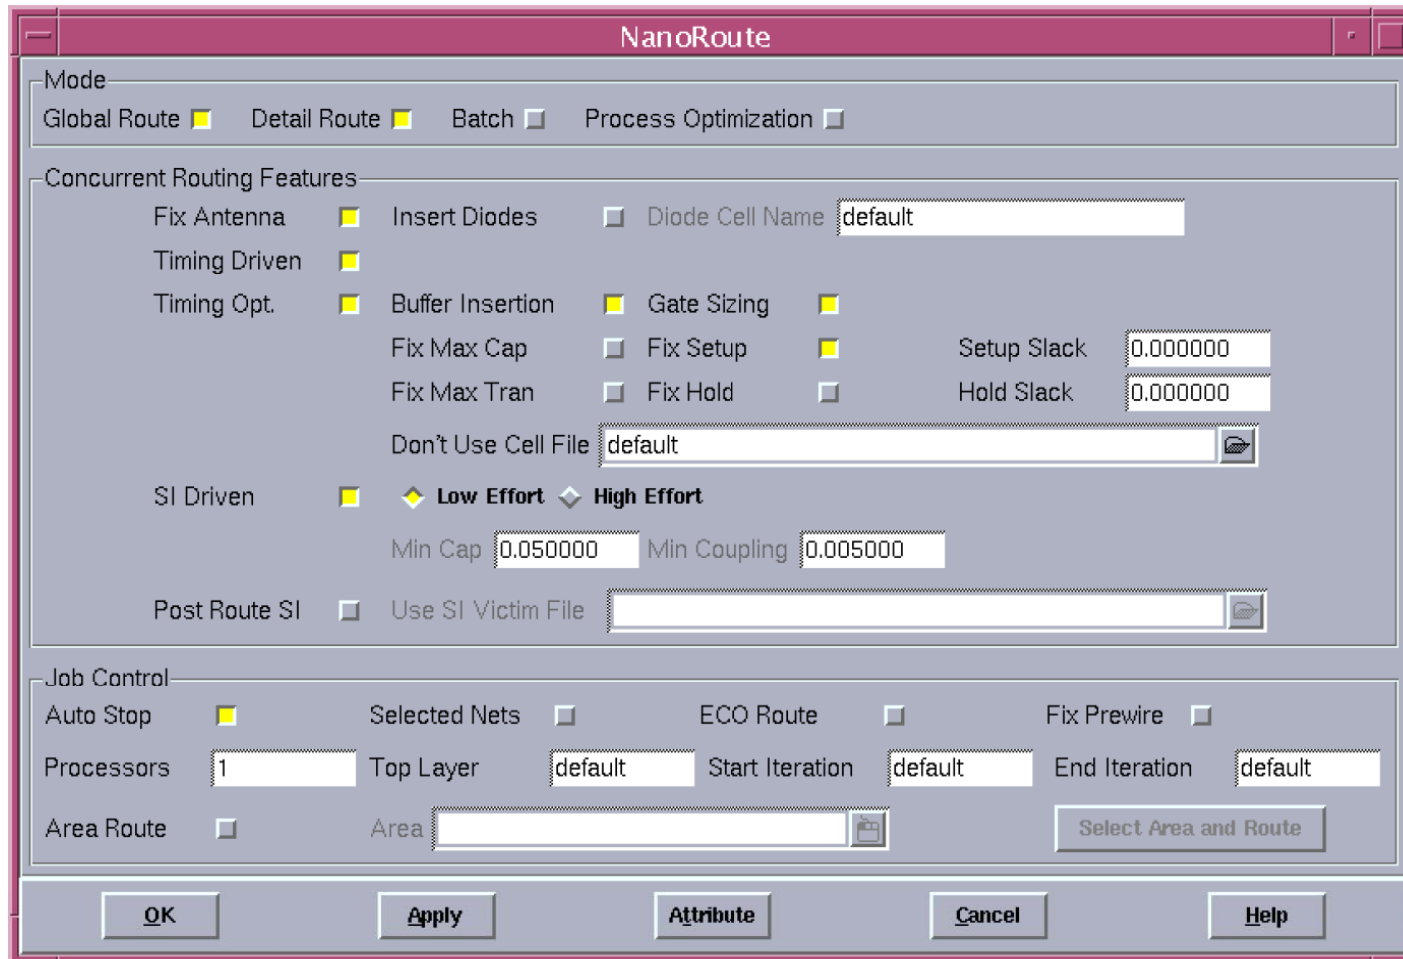 NanoRoute
Mode
Global Route Detail Route Batch Process Optimization
Concurrent Routing Features
Fix Antenna Insert Diodes Diode Cell Name default
Timing Driven
Timing Opt. Buffer Insertion Gate Sizing
Fix Max Cap Fix Setup Setup Slack 0.000000
Fix Max Tran Fix Hold Hold Slack 0.000000
Don't Use Cell File default
SI Driven Low Effort High Effort
Min Cap 0.050000 Min Coupling 0.005000
Post Route SI Use SI Victim File
Job Control
Auto Stop Selected Nets ECO Route Fix Prewire
Processors 1 Top Layer default Start Iteration default End Iteration default
Area Route Area Select Area and Route
OK Apply Attribute Cancel Help